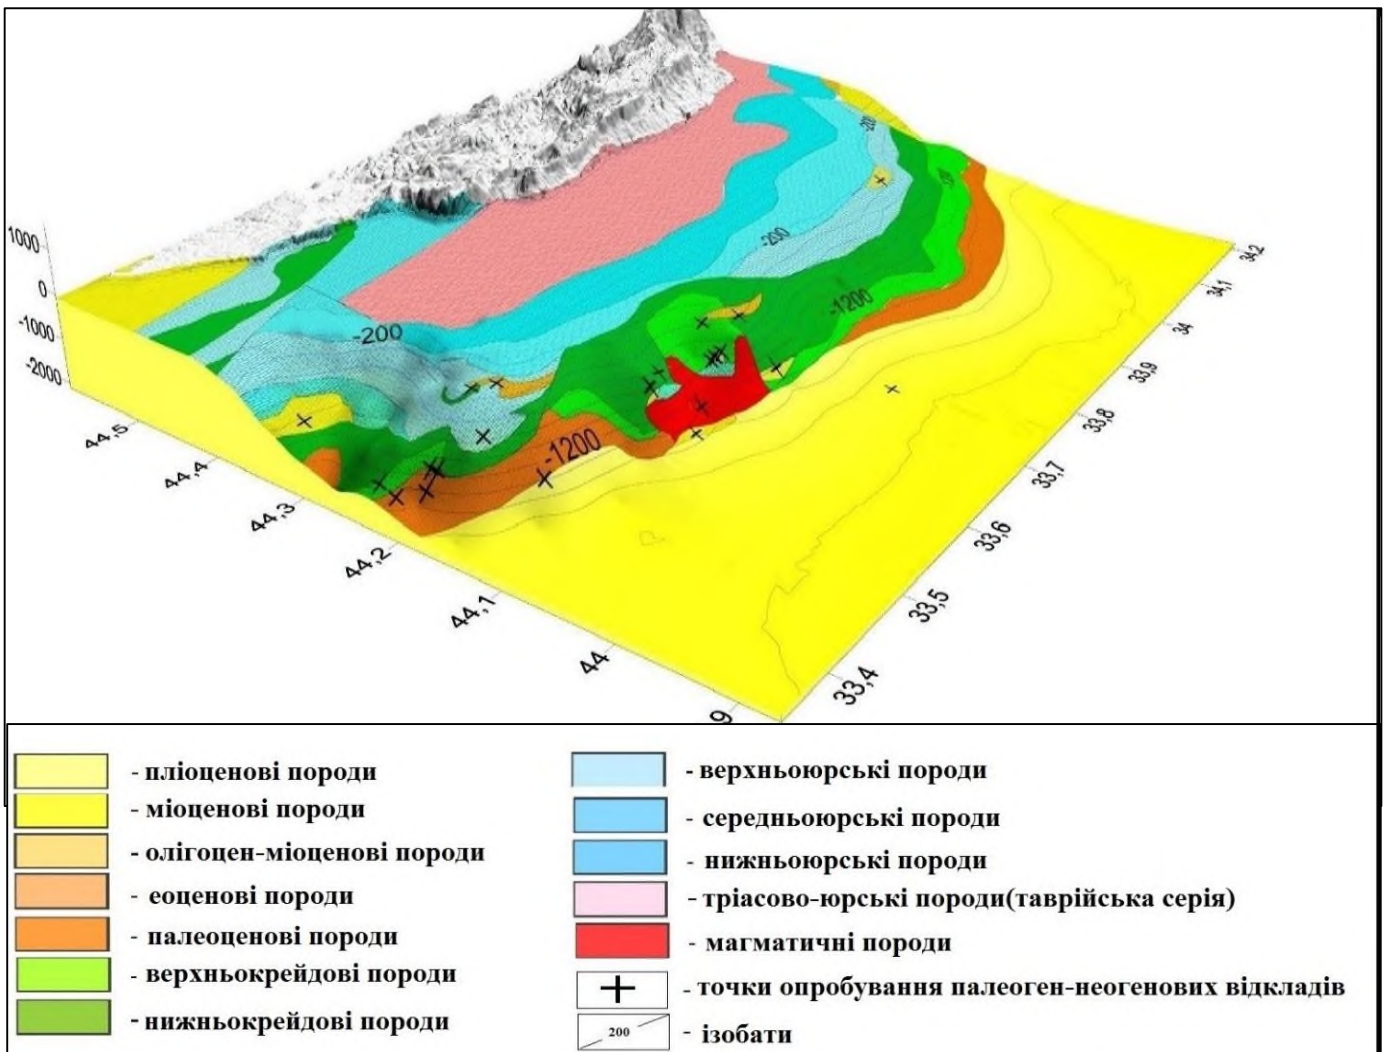 1000
0
-1000
-2000
44,5
44,4
44,3
44,2
44,1
44
9
33,4
33,5
33,6
33,7
33,8
33,9
34
34,1
34,2
-200
-200
-200
-1200
-1200
- пліоценові породи
- міоценові породи
- олігоцен-міоценові породи
- еоценові породи
- палеоценові породи
- верхньокрейдові породи
- нижньокрейдові породи
- верхньоюрські породи
- середньоюрські породи
- нижньоюрські породи
- тріасово-юрські породи(таврійська серія)
- магматичні породи
- точки опробування палеоген-неогенових відкладів
200
- ізобати